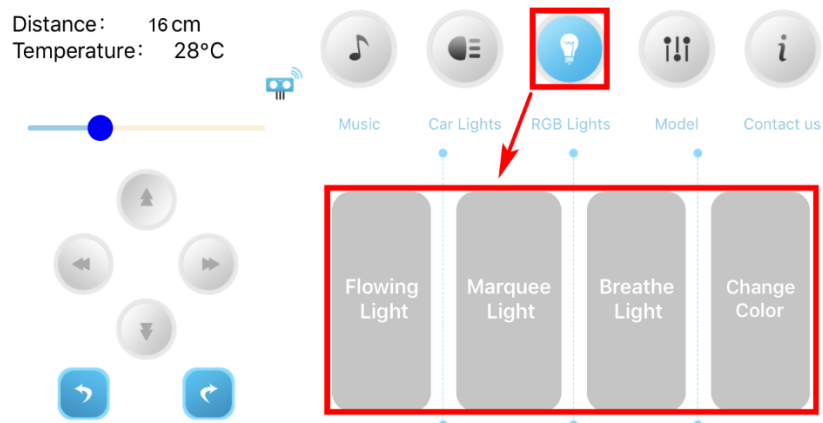 Distance: 16 cm
Temperature: 28°C
Music
Car Lights
RGB Lights
Model
Contact us
Flowing
Light
Marquee
Light
Breathe
Light
Change
Color